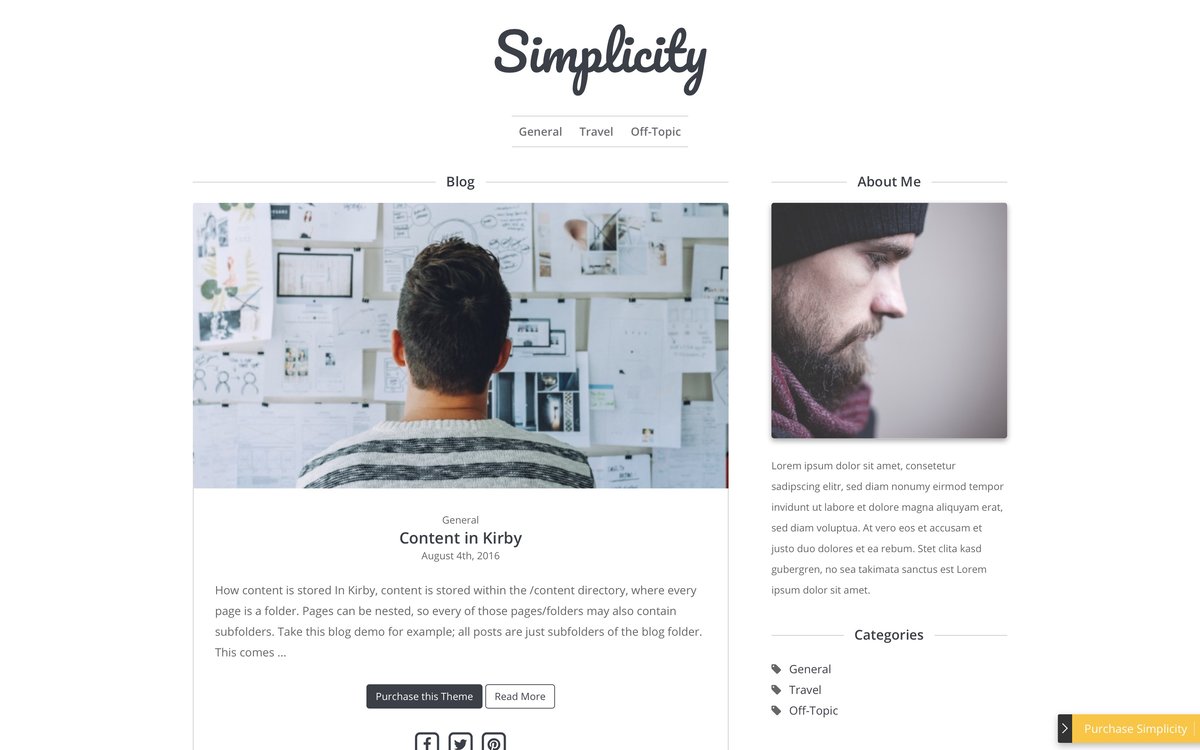 Simplicity
General Travel Off-Topic
Blog
General
Content in Kirby
August 4th, 2016
How content is stored In Kirby, content is stored within the /content directory, where every
page is a folder. Pages can be nested, so every of those pages/folders may also contain
subfolders. Take this blog demo for example; all posts are just subfolders of the blog folder.
This comes ...
Purchase this Theme Read More
About Me
Lorem ipsum dolor sit amet, consetetur
sadipscing elitr, sed diam nonumy eirmod tempor
invidunt ut labore et dolore magna aliquyam erat,
sed diam voluptua. At vero eos et accusam et
justo duo dolores et ea rebum. Stet clita kasd
gubergren, no sea takimata sanctus est Lorem
ipsum dolor sit amet.
Categories
General
Travel
Off-Topic
Purchase Simplicity